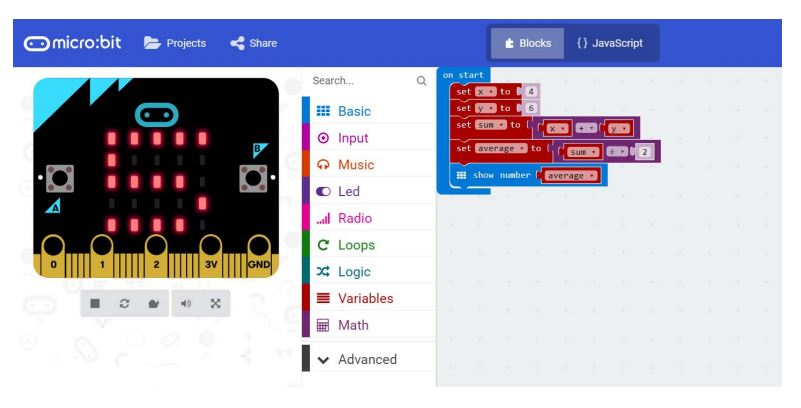 micro:bit Projects Share Blocks {} JavaScript
Search...
Basic
Input
Music
Led
Radio
Loops
Logic
Variables
Math
Advanced
B
A
0 1 2 3V GND
on start
set x to 4
set y to 6
set sum to x + y
set average to sum ÷ 2
show number average